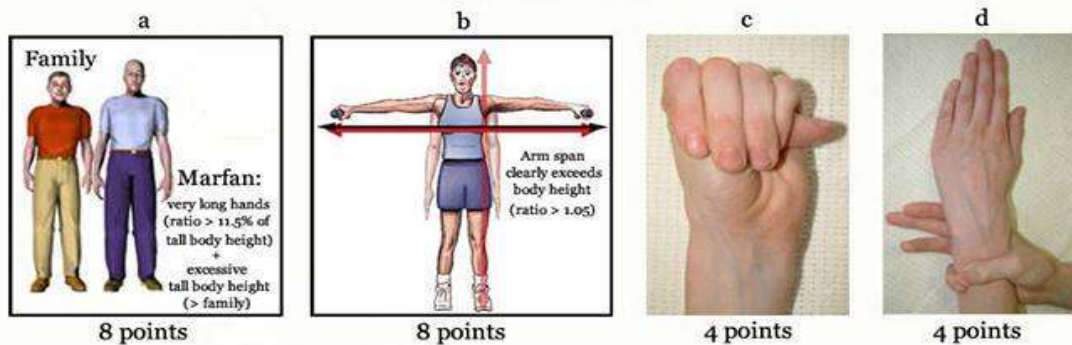 a
b
c
d
Family
Marfan:
very long hands
(ratio > 11.5% of
tall body height)
+
excessive
tall body height
(> family)
Arm span
clearly exceeds
body height
(ratio > 1.05)
8 points
8 points
4 points
4 points